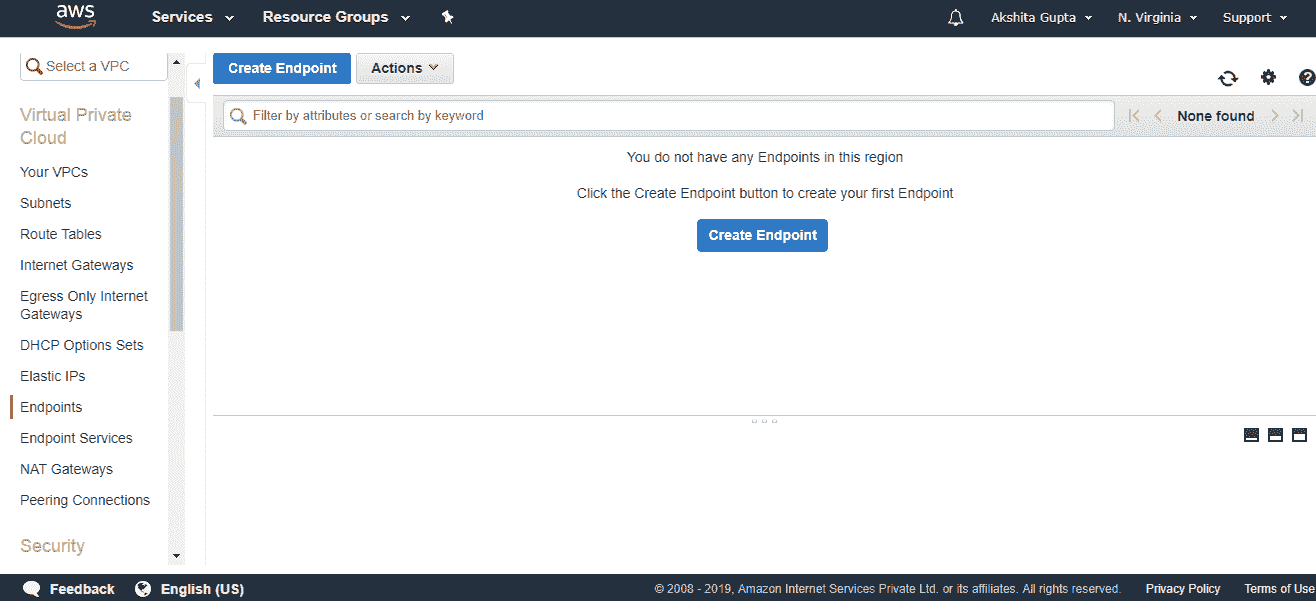 aws Services Resource Groups Akshita Gupta N. Virginia Support
Select a VPC
Virtual Private
Cloud
Your VPCs
Subnets
Route Tables
Internet Gateways
Egress Only Internet
Gateways
DHCP Options Sets
Elastic IPs
Endpoints
Endpoint Services
NAT Gateways
Peering Connections
Security
Create Endpoint Actions
Filter by attributes or search by keyword None found
You do not have any Endpoints in this region
Click the Create Endpoint button to create your first Endpoint
Create Endpoint
Feedback English (US) © 2008 - 2019, Amazon Internet Services Private Ltd. or its affiliates. All rights reserved. Privacy Policy Terms of Use